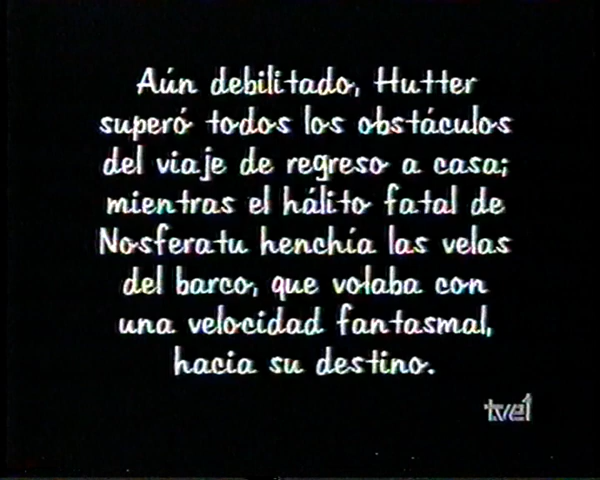 Aún debilitado, Hutter
superó todos los obstáculos
del viaje de regreso a casa;
mientras el hálito fatal de
Nosferatu henchía las velas
del barco, que volaba con
una velocidad fantasmal,
hacia su destino.
tve1